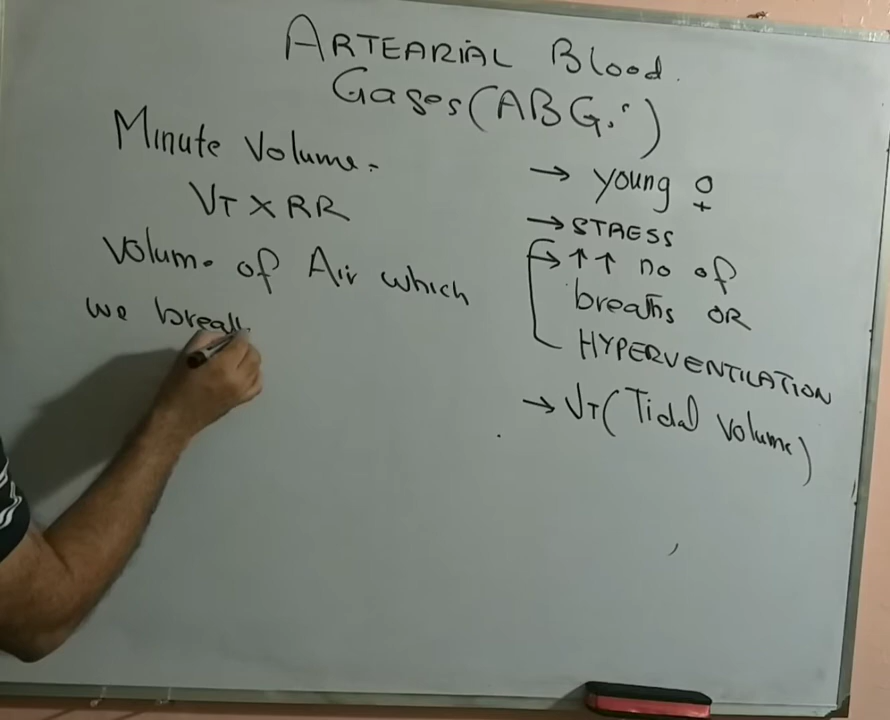 ARTEARIAL Blood.
Gases (ABG.s)
Minute Volume.
VT X RR
Volume of Air which
we breath
→ young ♀
→ STRESS
→ ↑↑ no of
breaths OR
HYPERVENTILATION
→ VT (Tidal Volume)